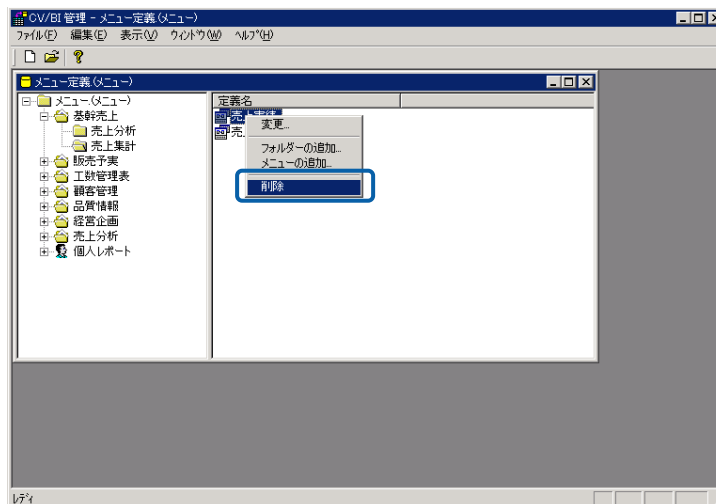 CV/BI 管理 - メニュー定義(メニュー)
ファイル(F) 編集(E) 表示(V) ウィンドウ(W) ヘルプ(H)
メニュー定義(メニュー)
メニュー(メニュー)
基幹売上
売上分析
売上集計
販売予実
工数管理表
顧客管理
品質情報
経営企画
売上分析
個人レポート
定義名
売上実績
売
変更...
フォルダーの追加...
メニューの追加...
削除
レディ